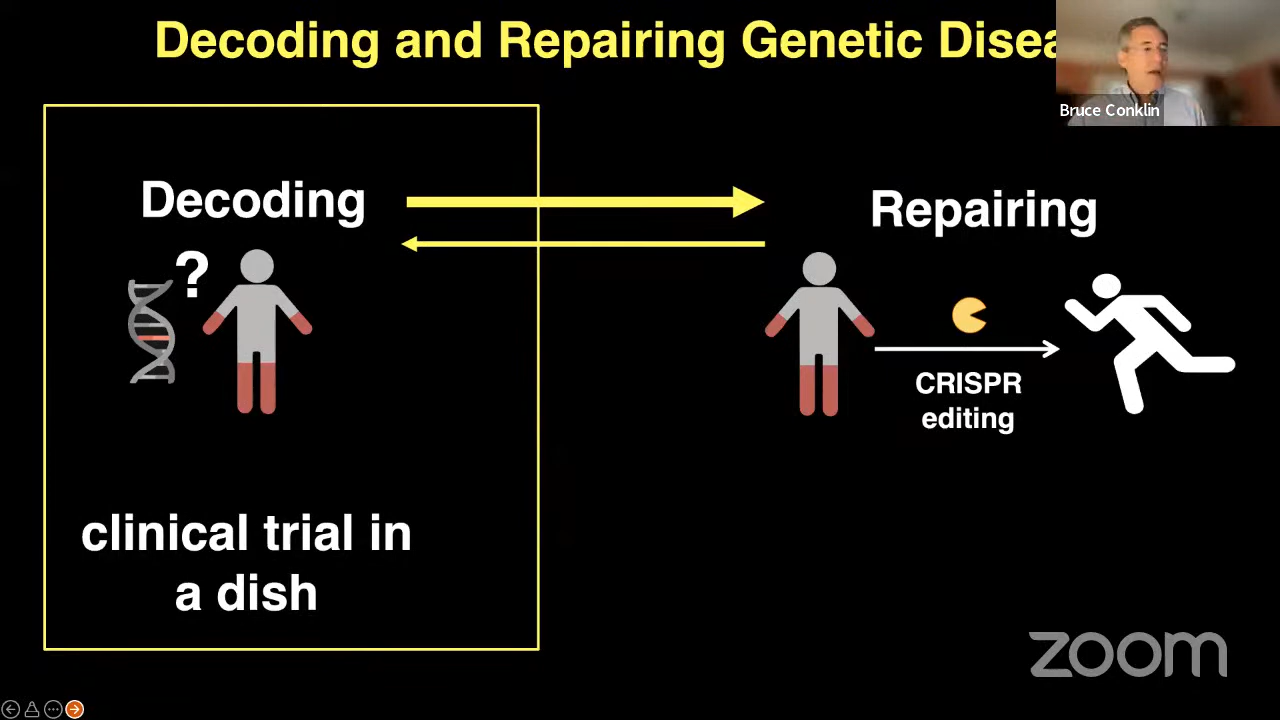 Decoding and Repairing Genetic Disea
Bruce Conklin
Decoding
Repairing
?
CRISPR
editing
clinical trial in
a dish
zoom